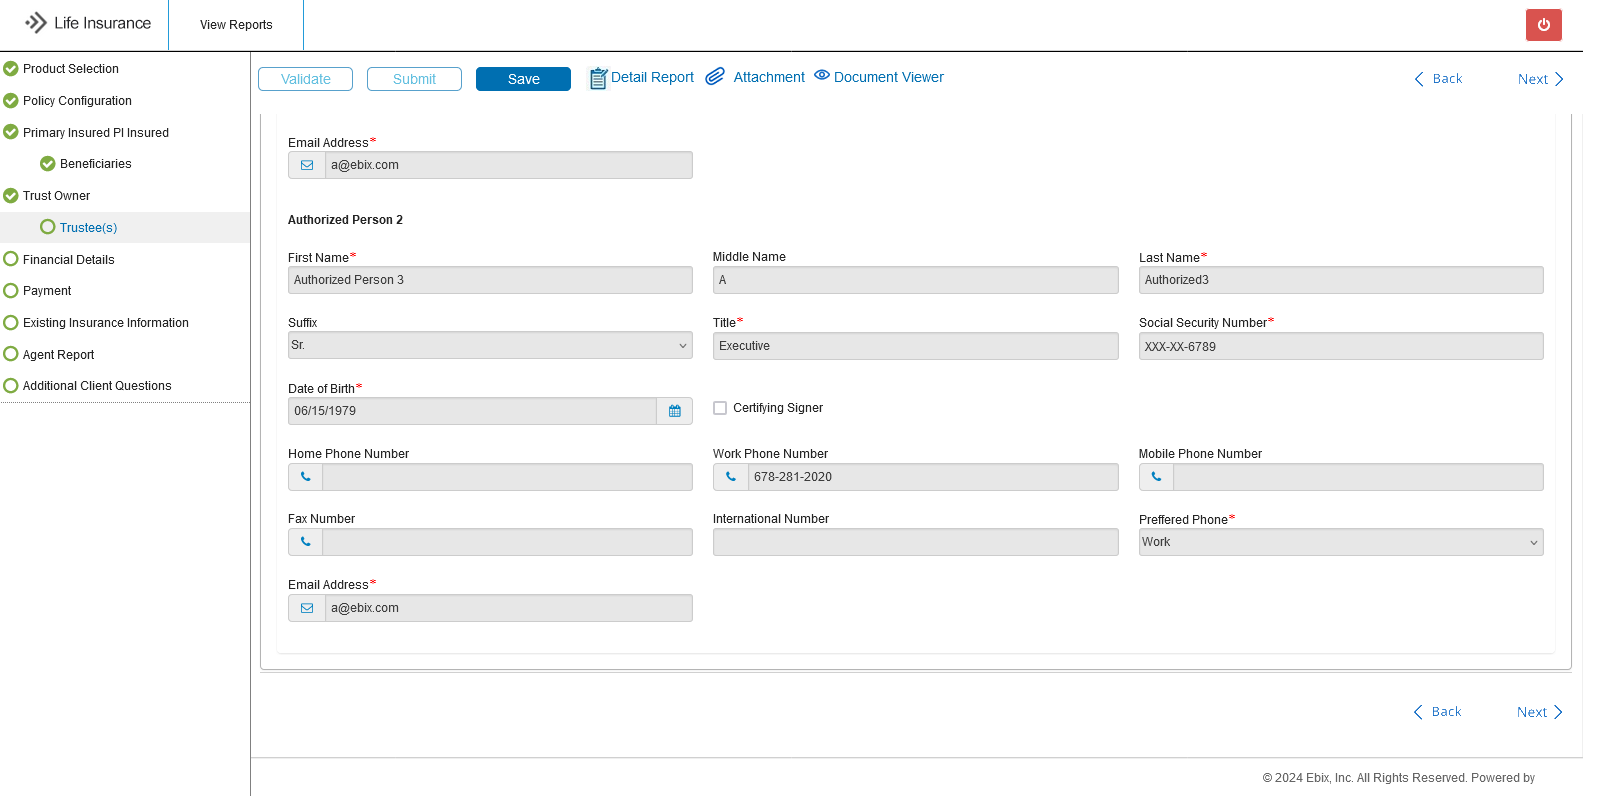 Life Insurance
View Reports
Product Selection
Policy Configuration
Primary Insured PI Insured
Beneficiaries
Trust Owner
Trustee(s)
Financial Details
Payment
Existing Insurance Information
Agent Report
Additional Client Questions
Validate
Submit
Save
Detail Report
Attachment
Document Viewer
Back
Next
Email Address*
a@ebix.com
Authorized Person 2
First Name* Middle Name Last Name*
Authorized Person 3 A Authorized3
Suffix Title* Social Security Number*
Sr. Executive XXX-XX-6789
Date of Birth*
06/15/1979 Certifying Signer
Home Phone Number Work Phone Number Mobile Phone Number
678-281-2020
Fax Number International Number Preffered Phone*
Work
Email Address*
a@ebix.com
Back
Next
© 2024 Ebix, Inc. All Rights Reserved. Powered by